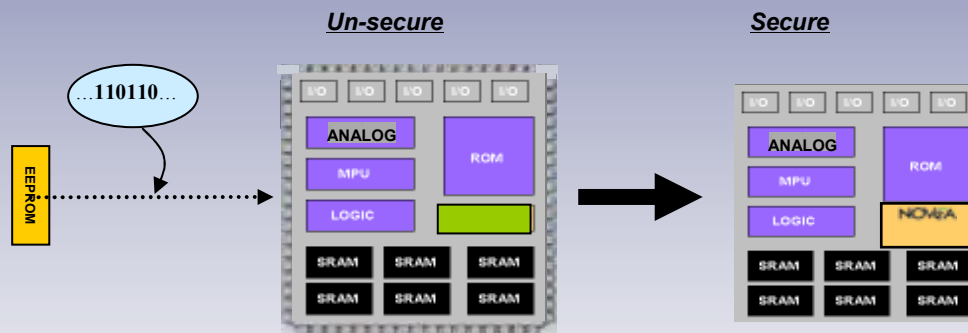 Un-secure
Secure
...110110...
EEPROM
I/O I/O I/O I/O I/O
ANALOG
ROM
MPU
LOGIC
SRAM SRAM SRAM
SRAM SRAM SRAM
I/O I/O I/O I/O I/O
ANALOG
ROM
MPU
LOGIC
SRAM SRAM SRAM
SRAM SRAM SRAM